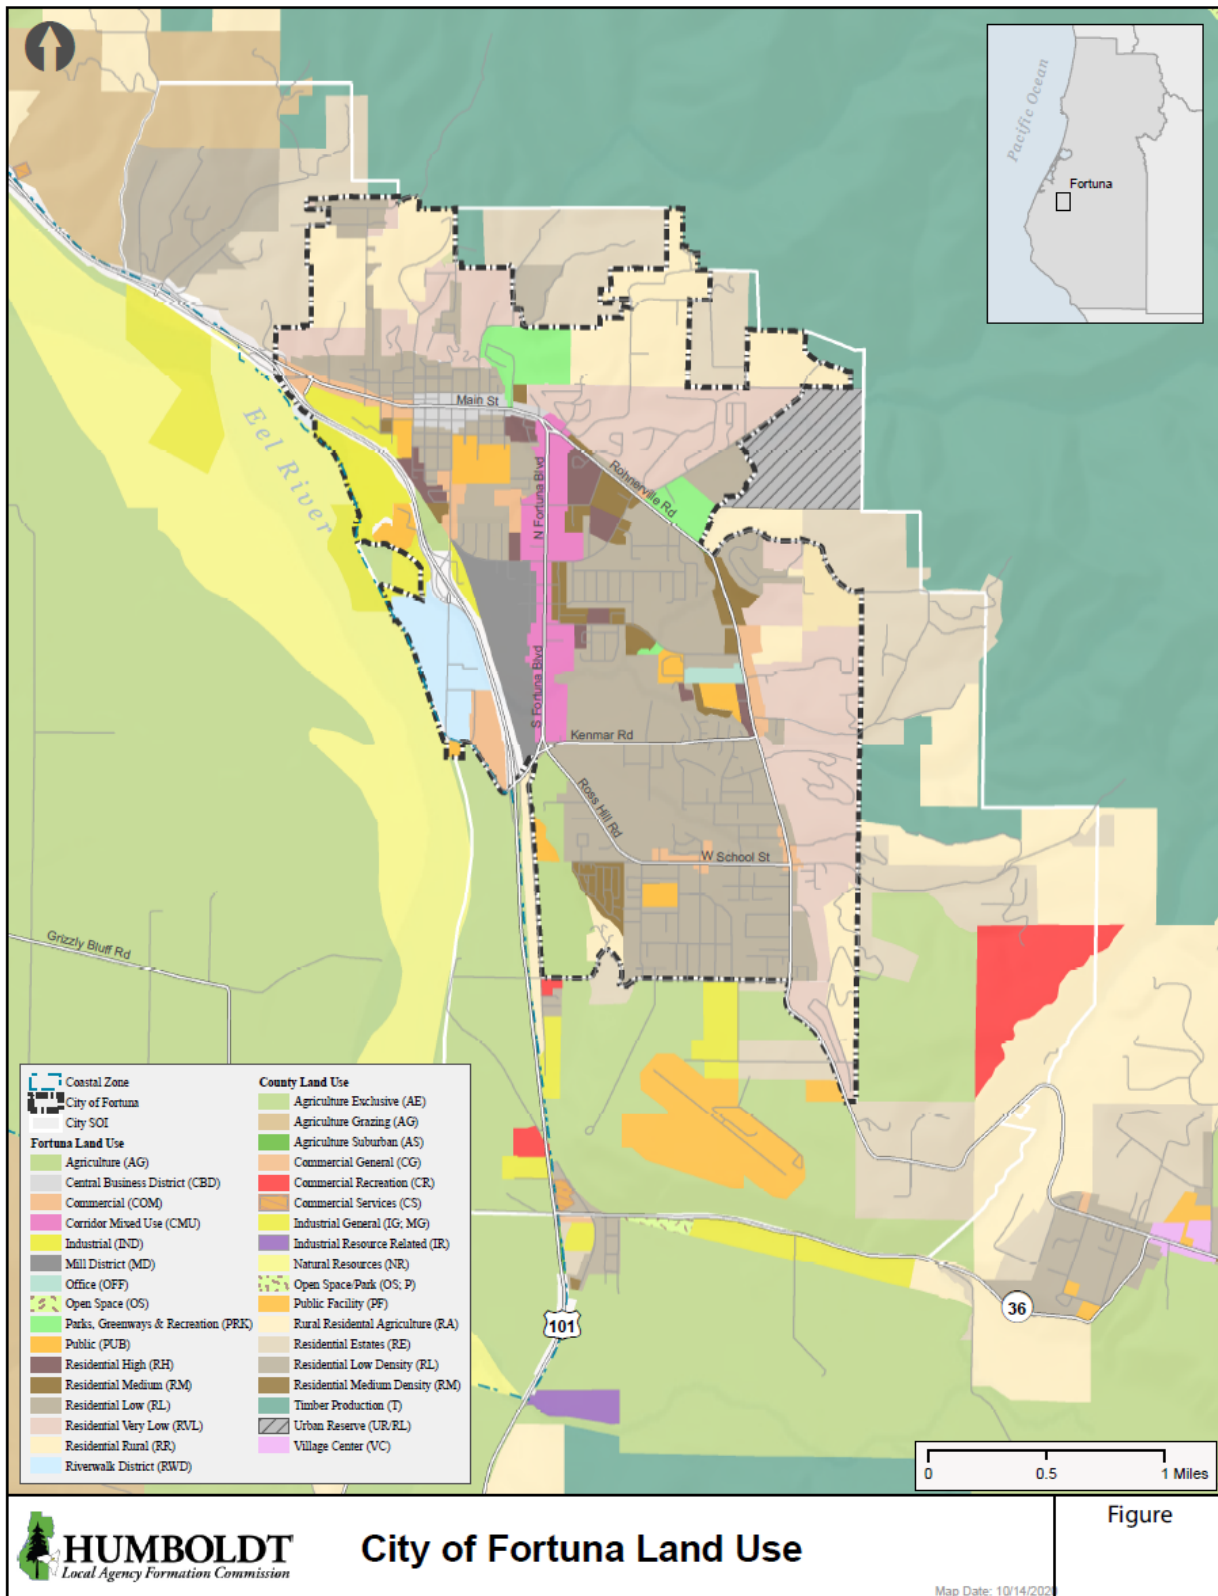 Pacific Ocean
Fortuna
Main St
Eel River
N Fortuna Blvd
Rohnerville Rd
S Fortuna Blvd
Kenmar Rd
Ross Hill Rd
W School St
Grizzly Bluff Rd
36
101
Coastal Zone
City of Fortuna
City SOI
Fortuna Land Use
Agriculture (AG)
Central Business District (CBD)
Commercial (COM)
Corridor Mixed Use (CMU)
Industrial (IND)
Mill District (MD)
Office (OFF)
Open Space (OS)
Parks, Greenways & Recreation (PRK)
Public (PUB)
Residential High (RH)
Residential Medium (RM)
Residential Low (RL)
Residential Very Low (RVL)
Residential Rural (RR)
Riverwalk District (RWD)
County Land Use
Agriculture Exclusive (AE)
Agriculture Grazing (AG)
Agriculture Suburban (AS)
Commercial General (CG)
Commercial Recreation (CR)
Commercial Services (CS)
Industrial General (IG; MG)
Industrial Resource Related (IR)
Natural Resources (NR)
Open Space/Park (OS; P)
Public Facility (PF)
Rural Residental Agriculture (RA)
Residential Estates (RE)
Residential Low Density (RL)
Residential Medium Density (RM)
Timber Production (T)
Urban Reserve (UR/RL)
Village Center (VC)
0 0.5 1 Miles
HUMBOLDT
Local Agency Formation Commission
City of Fortuna Land Use
Figure
Map Date: 10/14/2020